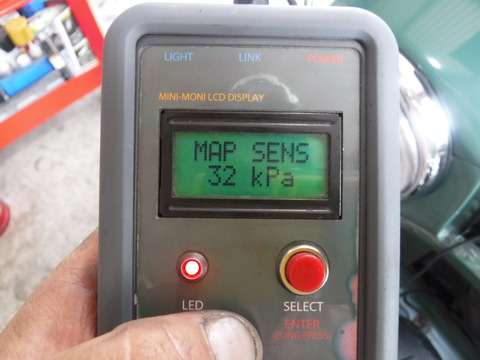 LIGHT LINK POWER
MINI-MONI LCD DISPLAY
MAP SENS
32 kPa
LED SELECT
ENTER
(LONG PRESS)